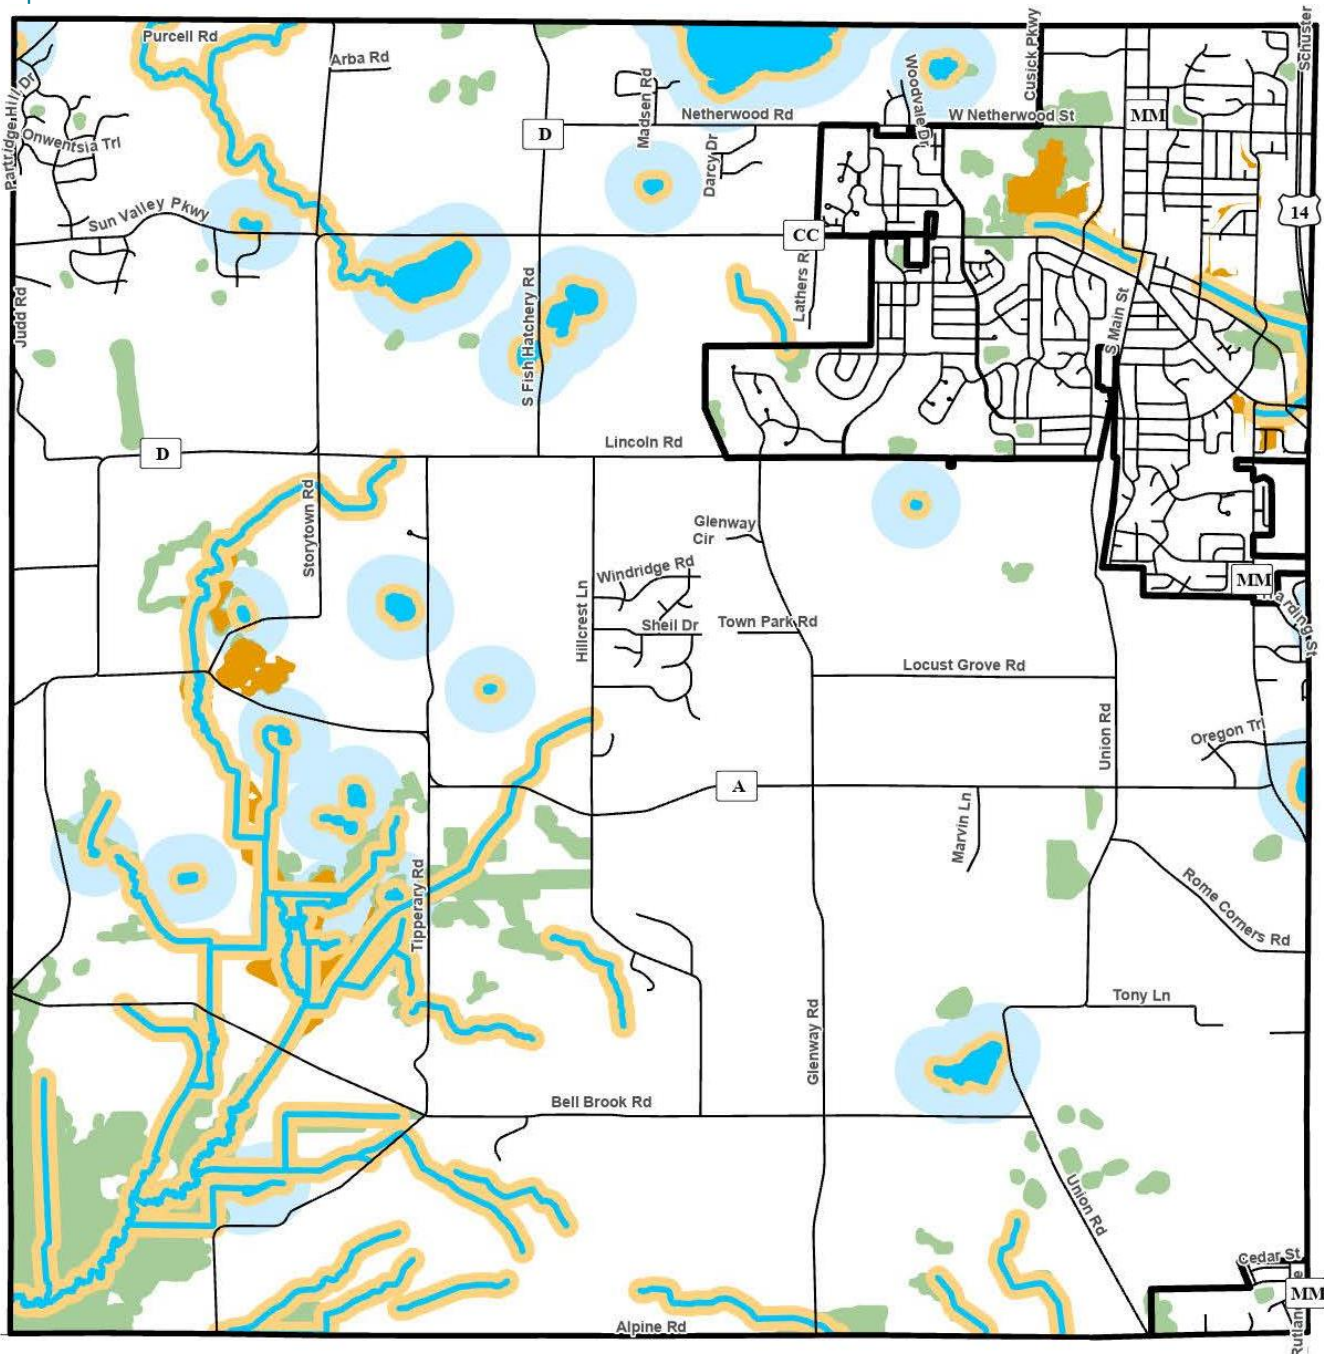 Purcell Rd
Arba Rd
Cusick Pkwy
Schuster
Partridge Hill Dr
Onwentsia Trl
Madsen Rd
Netherwood Rd
Woodvale Dr
W Netherwood St
MM
D
Darcy Dr
Sun Valley Pkwy
14
CC
Judd Rd
S Fish Hatchery Rd
Lathers R
S Main St
D
Lincoln Rd
Storytown Rd
Glenway
Cir
Windridge Rd
Hillcrest Ln
Sheil Dr
Town Park Rd
MM
Harding St
Locust Grove Rd
Union Rd
Oregon Trl
A
Marvin Ln
Tipperary Rd
Rome Corners Rd
Tony Ln
Glenway Rd
Bell Brook Rd
Union Rd
Cedar St
MM
Alpine Rd